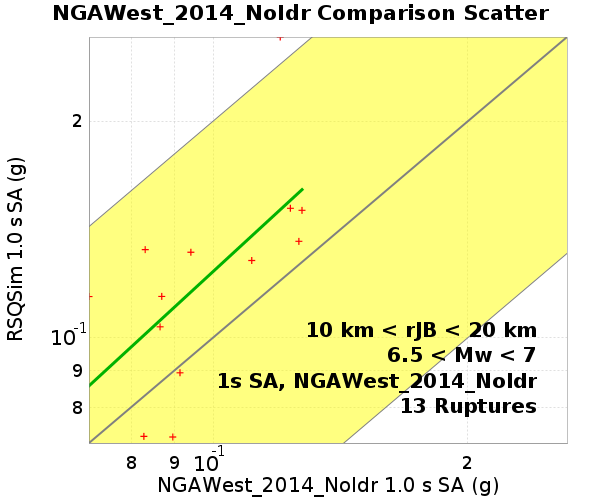 NGAWest_2014_NoIdr Comparison Scatter
RSQSim 1.0 s SA (g)
2
10-1
9
8
10 km < rJB < 20 km
6.5 < Mw < 7
1s SA, NGAWest_2014_NoIdr
13 Ruptures
8 9 10-1 2
NGAWest_2014_NoIdr 1.0 s SA (g)